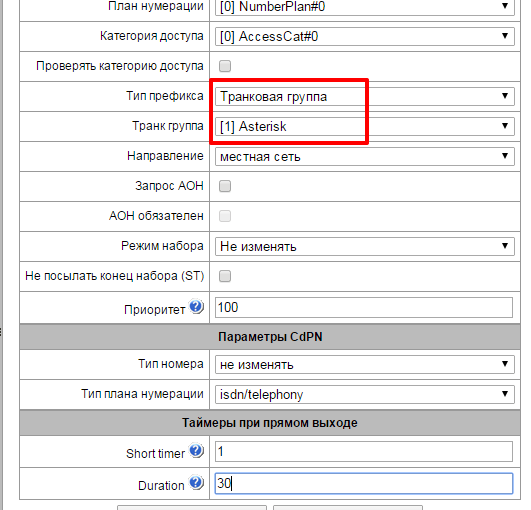 План нумерации [0] NumberPlan#0
Категория доступа [0] AccessCat#0
Проверять категорию доступа
Тип префикса Транковая группа
Транк группа [1] Asterisk
Направление местная сеть
Запрос АОН
АОН обязателен
Режим набора Не изменять
Не посылать конец набора (ST)
Приоритет ? 100
Параметры CdPN
Тип номера не изменять
Тип плана нумерации isdn/telephony
Таймеры при прямом выходе
Short timer ? 1
Duration ? 30